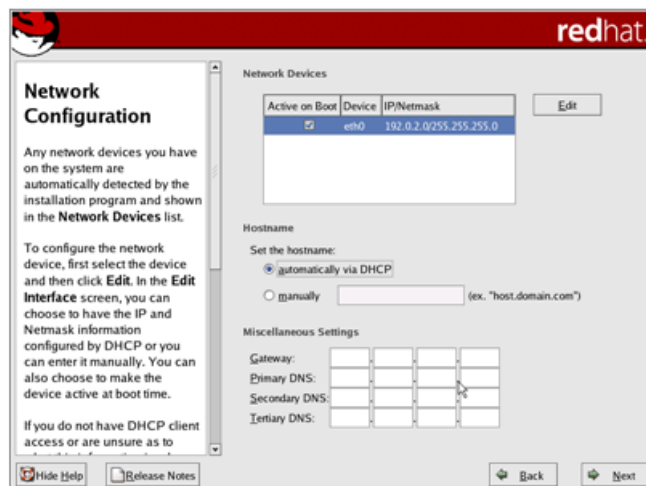 redhat.
Network
Configuration
Any network devices you have
on the system are
automatically detected by the
installation program and shown
in the Network Devices list.
To configure the network
device, first select the device
and then click Edit. In the Edit
Interface screen, you can
choose to have the IP and
Netmask information
configured by DHCP or you
can enter it manually. You can
also choose to make the
device active at boot time.
If you do not have DHCP client
access or are unsure as to
Network Devices
Active on Boot Device IP/Netmask
eth0 192.0.2.0/255.255.255.0
Edit
Hostname
Set the hostname:
automatically via DHCP
manually (ex. "host.domain.com")
Miscellaneous Settings
Gateway:
Primary DNS:
Secondary DNS:
Tertiary DNS:
Hide Help Release Notes Back Next